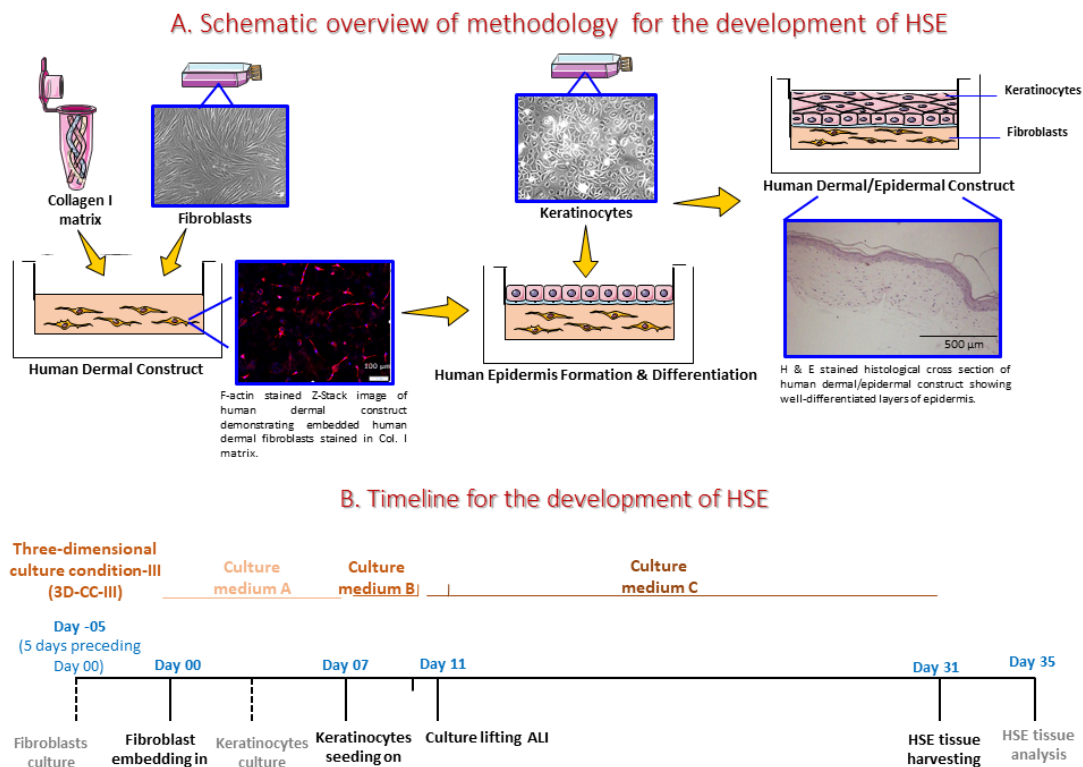 A. Schematic overview of methodology for the development of HSE
Collagen I
matrix
Fibroblasts
Keratinocytes
Keratinocytes
Fibroblasts
Human Dermal/Epidermal Construct
100 µm
500 µm
Human Dermal Construct
Human Epidermis Formation & Differentiation
F-actin stained Z-Stack image of
human dermal construct
demonstrating embedded human
dermal fibroblasts stained in Col. I
matrix.
H & E stained histological cross section of
human dermal/epidermal construct showing
well-differentiated layers of epidermis.
B. Timeline for the development of HSE
Three-dimensional
culture condition-III
(3D-CC-III)
Culture
medium A
Culture
medium B
Culture
medium C
Day -05
(5 days preceding
Day 00)
Day 00
Day 07
Day 11
Day 31
Day 35
Fibroblasts
culture
Fibroblast
embedding in
Keratinocytes
culture
Keratinocytes
seeding on
Culture lifting ALI
HSE tissue
harvesting
HSE tissue
analysis